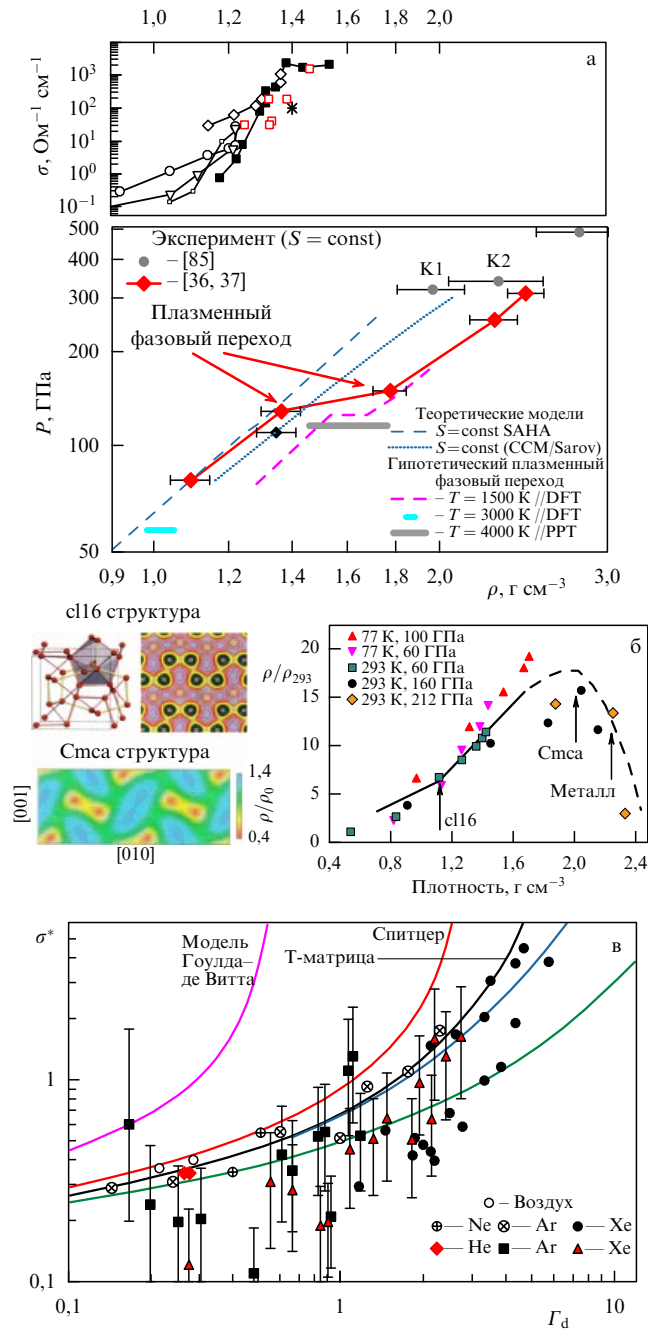 1,0 1,2 1,4 1,6 1,8 2,0
а
σ, Ом⁻¹ см⁻¹
10³
10²
10
10⁰
10⁻¹
500
400
300
200
100
50
P, ГПа
Эксперимент (S = const)
– [85]
– [36, 37]
K1
K2
Плазменный
фазовый переход
Теоретические модели
S=const SAHA
S=const (CCM/Sarov)
Гипотетический плазменный
фазовый переход
– T = 1500 K //DFT
– T = 3000 K //DFT
– T = 4000 K //PPT
0,9 1,0 1,2 1,4 1,6 1,8 2,0 3,0
ρ, г см⁻³
cl16 структура
Cmca структура
[001]
[010]
1,4
ρ/ρ₀
0,4
б
ρ/ρ₂₉₃
20
15
10
5
0
77 K, 100 ГПа
77 K, 60 ГПа
293 K, 60 ГПа
293 K, 160 ГПа
293 K, 212 ГПа
Cmca
Металл
cl16
0,4 0,8 1,2 1,6 2,0 2,4
Плотность, г см⁻³
σ*
в
Модель
Гоулда–
де Витта
Спитцер
Т-матрица
1
0,1
– Воздух
— Ne — Ar — Xe
— He — Ar — Xe
0,1 1 10
Γd